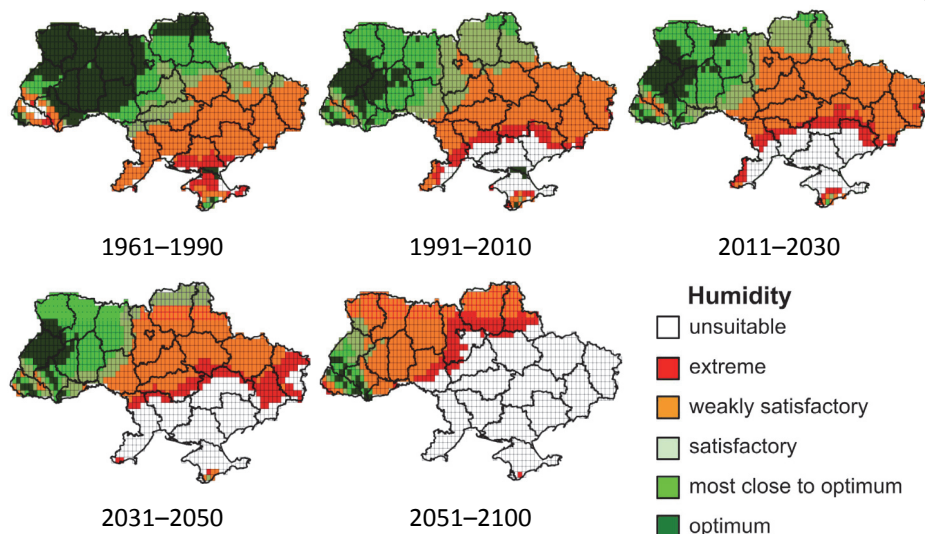 1961–1990
1991–2010
2011–2030
2031–2050
2051–2100
Humidity
unsuitable
extreme
weakly satisfactory
satisfactory
most close to optimum
optimum